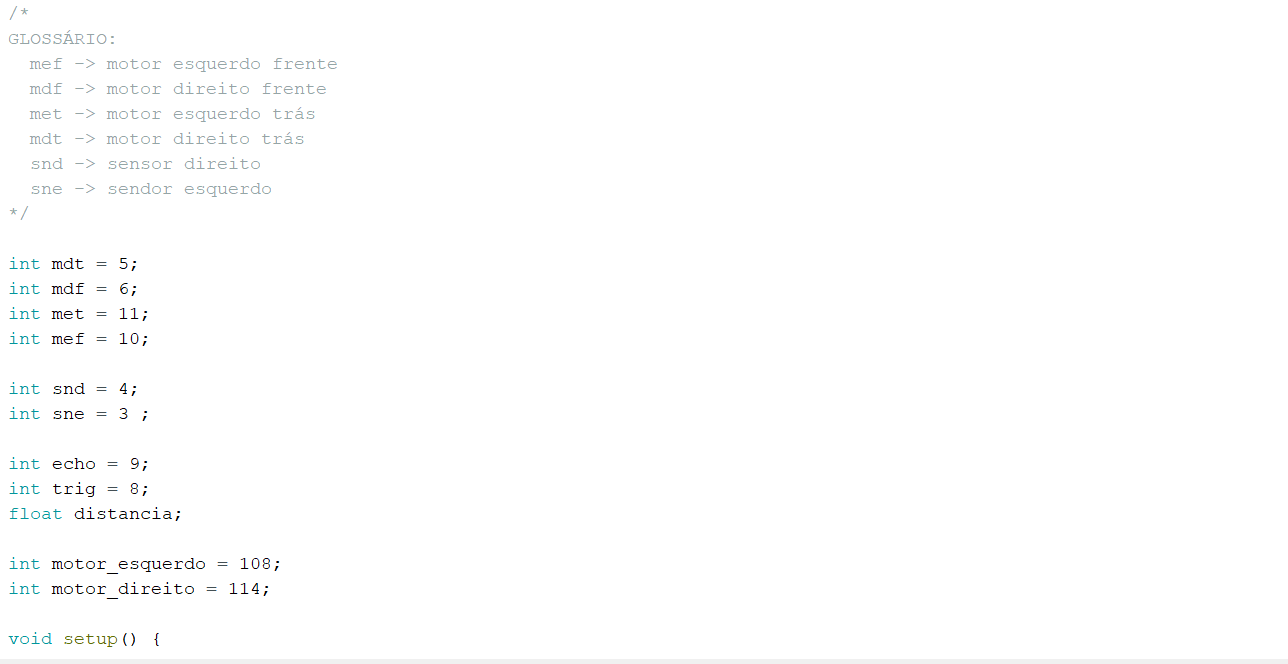 /*
GLOSSÁRIO:
  mef -> motor esquerdo frente
  mdf -> motor direito frente
  met -> motor esquerdo trás
  mdt -> motor direito trás
  snd -> sensor direito
  sne -> sendor esquerdo
*/

int mdt = 5;
int mdf = 6;
int met = 11;
int mef = 10;

int snd = 4;
int sne = 3 ;

int echo = 9;
int trig = 8;
float distancia;

int motor_esquerdo = 108;
int motor_direito = 114;

void setup() {